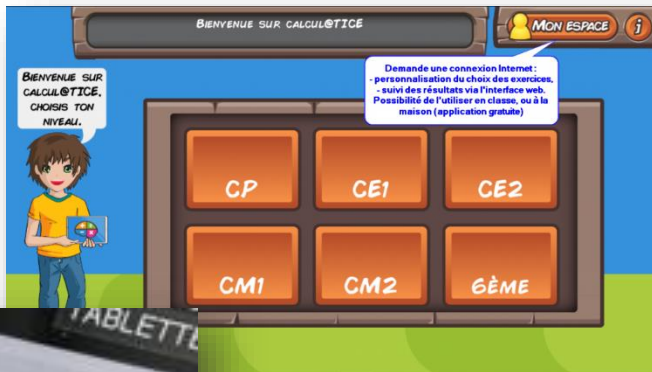 BIENVENUE SUR CALCUL@TICE
MON ESPACE
i
Demande une connexion Internet :
- personnalisation du choix des exercices,
- suivi des résultats via l'interface web.
Possibilité de l'utiliser en classe, ou à la
maison (application gratuite)
BIENVENUE SUR
CALCUL@TICE,
CHOISIS TON
NIVEAU.
CP
CE1
CE2
CM1
CM2
6ÈME
TABLETTE